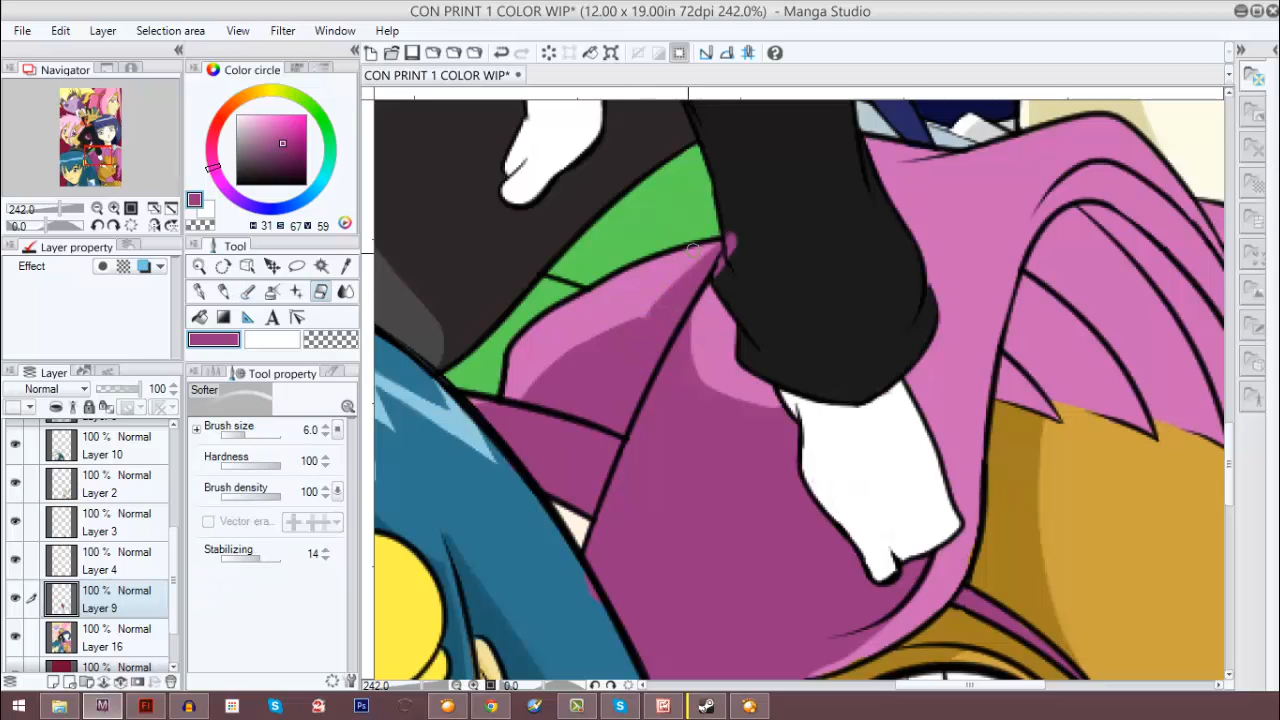 CON PRINT 1 COLOR WIP* (12.00 x 19.00in 72dpi 242.0%) - Manga Studio
File Edit Layer Selection area View Filter Window Help
Navigator
Color circle
CON PRINT 1 COLOR WIP*
242.0
0.0
H 31 S 67 V 59
Layer property
Tool
Effect
Layer
Tool property
Normal 100
Softer
Brush size 6.0
Hardness 100
Brush density 100
Vector era...
Stabilizing 14
100 % Normal
Layer 10
100 % Normal
Layer 2
100 % Normal
Layer 3
100 % Normal
Layer 4
100 % Normal
Layer 9
100 % Normal
Layer 16
100 % Normal
242.0
0.0